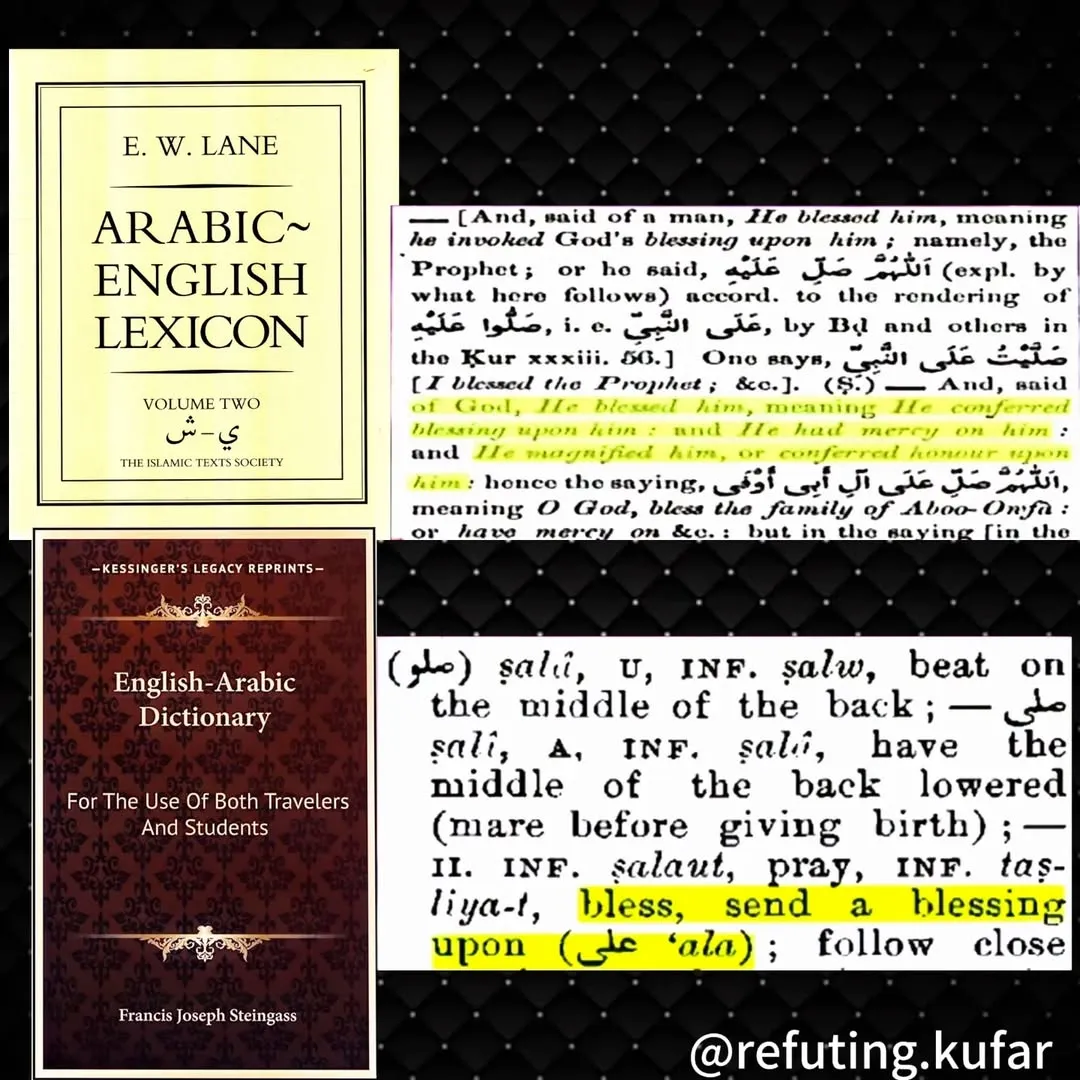 E. W. LANE
ARABIC~
ENGLISH
LEXICON
VOLUME TWO
ي – ش
THE ISLAMIC TEXTS SOCIETY
— [And, said of a man, He blessed him, meaning
he invoked God's blessing upon him; namely, the
Prophet; or he said, اَللّٰهُمَّ صَلِّ عَلَيْهِ (expl. by
what here follows) accord. to the rendering of
صَلُّوا عَلَيْهِ, i. e. عَلَى النَّبِىِّ, by Bḍ and others in
the Ḳur xxxiii. 56.] One says, صَلَّيْتُ عَلَى النَّبِىِّ
[I blessed the Prophet; &c.]. (Ṣ.) — And, said
of God, He blessed him, meaning He conferred
blessing upon him: and He had mercy on him:
and He magnified him, or conferred honour upon
him: hence the saying, اَللّٰهُمَّ صَلِّ عَلَى آلِ أَبِى أَوْفَى,
meaning O God, bless the family of Aboo-Owfà:
or have mercy on &c.: but in the saying [in the
—KESSINGER'S LEGACY REPRINTS—
English-Arabic
Dictionary
For The Use Of Both Travelers
And Students
Francis Joseph Steingass
(صلو) ṣalâ, U, INF. ṣalw, beat on
the middle of the back; — صلى
ṣalî, A, INF. ṣalâ, have the
middle of the back lowered
(mare before giving birth); —
II. INF. ṣalaut, pray, INF. taṣ-
liya-t, bless, send a blessing
upon (على ‘ala); follow close
@refuting.kufar